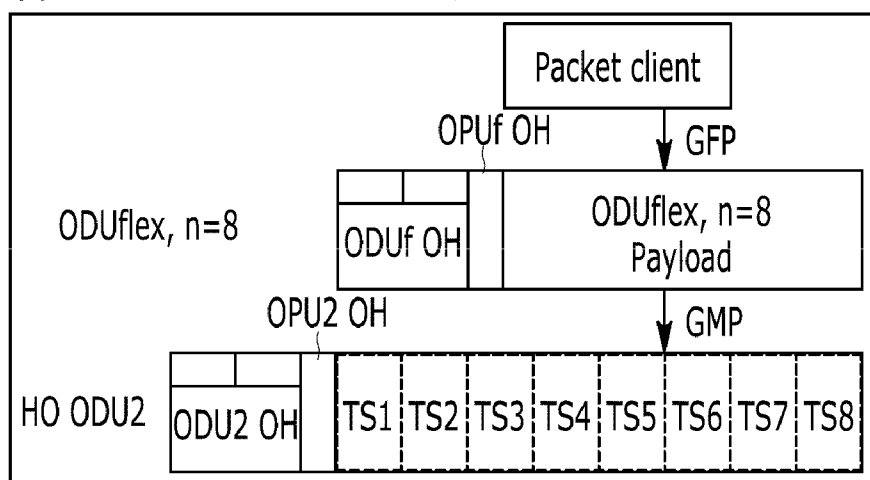 Packet client
OPUf OH
GFP
ODUflex, n=8
ODUf OH
ODUflex, n=8
Payload
OPU2 OH
GMP
HO ODU2
ODU2 OH
TS1 TS2 TS3 TS4 TS5 TS6 TS7 TS8